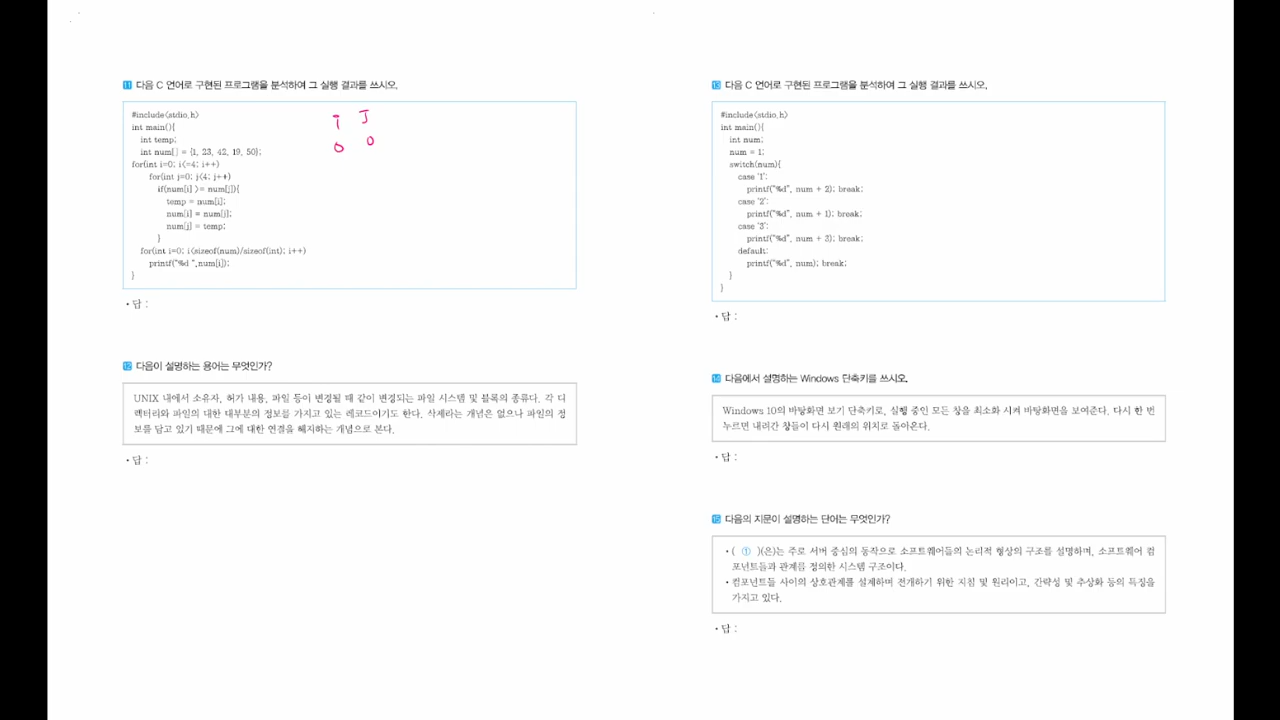 11 다음 C 언어로 구현된 프로그램을 분석하여 그 실행 결과를 쓰시오.
#include<stdio.h>
int main(){
int temp;
int num[ ] = {1, 23, 42, 19, 50};
for(int i=0; i<=4; i++)
for(int j=0; j<4; j++)
if(num[i] >= num[j]){
temp = num[i];
num[i] = num[j];
num[j] = temp;
}
for(int i=0; i<sizeof(num)/sizeof(int); i++)
printf("%d ",num[i]);
}
i J
0 0
• 답 :
12 다음이 설명하는 용어는 무엇인가?
UNIX 내에서 소유자, 허가 내용, 파일 등이 변경될 때 같이 변경되는 파일 시스템 및 블록의 종류다. 각 디
렉터리와 파일의 대한 대부분의 정보를 가지고 있는 레코드이기도 한다. 삭제라는 개념은 없으나 파일의 정
보를 담고 있기 때문에 그에 대한 연결을 해지하는 개념으로 본다.
• 답 :
13 다음 C 언어로 구현된 프로그램을 분석하여 그 실행 결과를 쓰시오.
#include<stdio.h>
int main(){
int num;
num = 1;
switch(num){
case '1':
printf("%d", num + 2); break;
case '2':
printf("%d", num + 1); break;
case '3':
printf("%d", num + 3); break;
default:
printf("%d", num); break;
}
}
• 답 :
14 다음에서 설명하는 Windows 단축키를 쓰시오.
Windows 10의 바탕화면 보기 단축키로, 실행 중인 모든 창을 최소화 시켜 바탕화면을 보여준다. 다시 한 번
누르면 내려간 창들이 다시 원래의 위치로 돌아온다.
• 답 :
15 다음의 지문이 설명하는 단어는 무엇인가?
• ( ① )(은)는 주로 서버 중심의 동작으로 소프트웨어들의 논리적 형상의 구조를 설명하며, 소프트웨어 컴
포넌트들과 관계를 정의한 시스템 구조이다.
• 컴포넌트들 사이의 상호관계를 설계하며 전개하기 위한 지침 및 원리이고, 간략성 및 추상화 등의 특징을
가지고 있다.
• 답 :